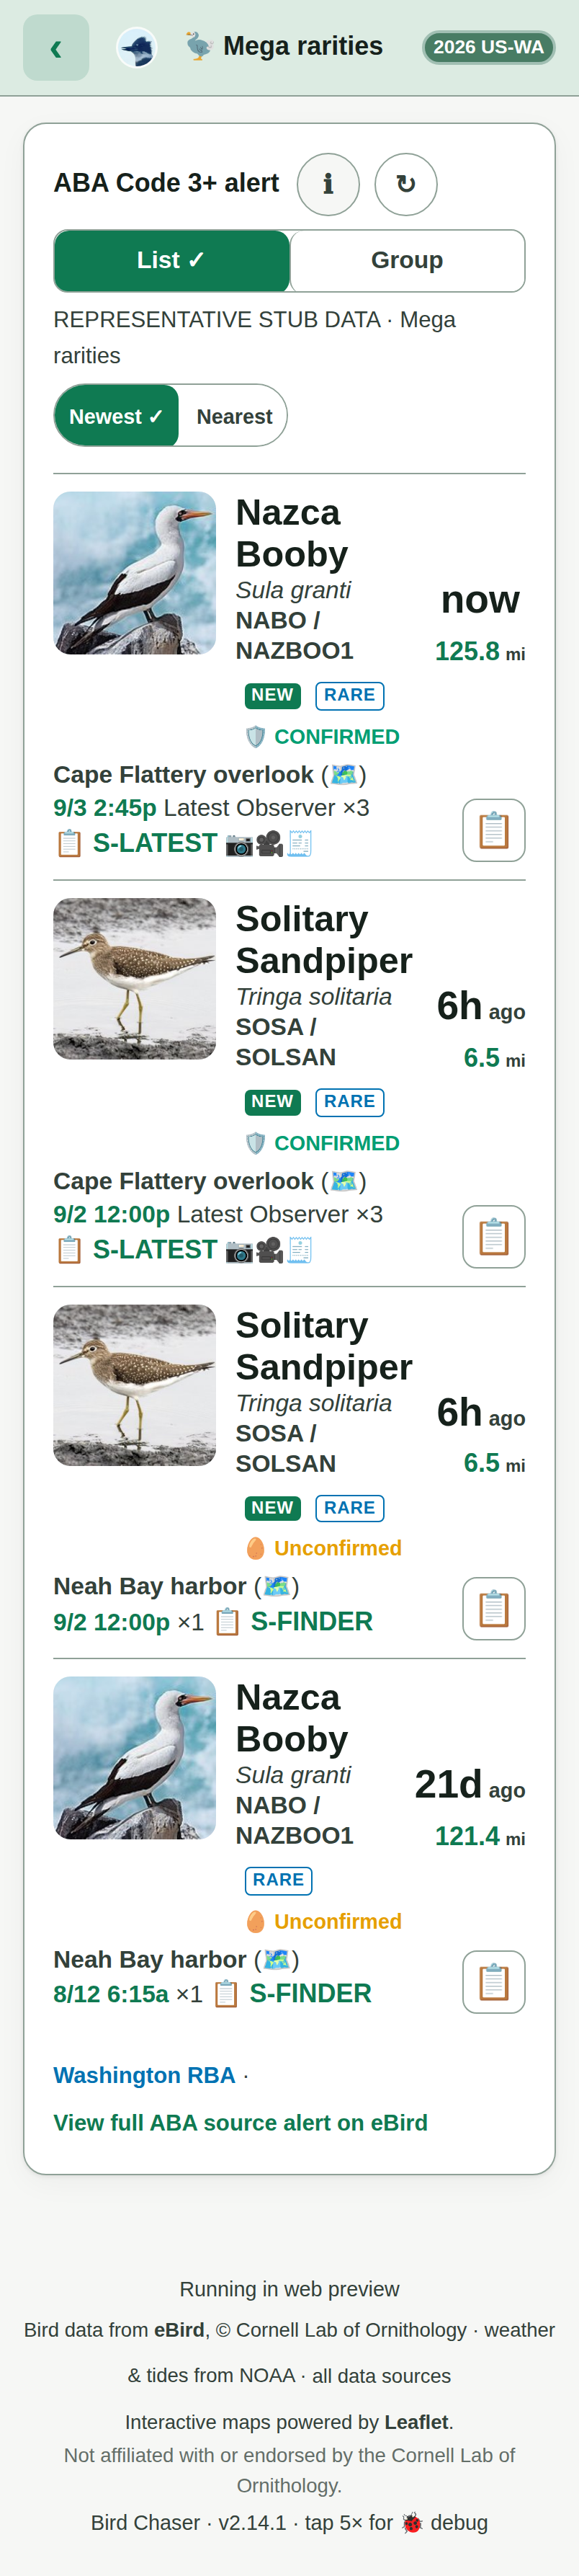 ‹ 🦤 Mega rarities 2026 US-WA
ABA Code 3+ alert ℹ ↻
List ✓ Group
REPRESENTATIVE STUB DATA · Mega
rarities
Newest ✓ Nearest
Nazca
Booby
Sula granti
NABO /
NAZBOO1
now
125.8 mi
NEW RARE
🛡️ CONFIRMED
Cape Flattery overlook (🗺️)
9/3 2:45p Latest Observer ×3
📋 S-LATEST 📷🎥🧾
📋
Solitary
Sandpiper
Tringa solitaria
SOSA /
SOLSAN
6h ago
6.5 mi
NEW RARE
🛡️ CONFIRMED
Cape Flattery overlook (🗺️)
9/2 12:00p Latest Observer ×3
📋 S-LATEST 📷🎥🧾
📋
Solitary
Sandpiper
Tringa solitaria
SOSA /
SOLSAN
6h ago
6.5 mi
NEW RARE
🥚 Unconfirmed
Neah Bay harbor (🗺️)
9/2 12:00p ×1 📋 S-FINDER
📋
Nazca
Booby
Sula granti
NABO /
NAZBOO1
21d ago
121.4 mi
RARE
🥚 Unconfirmed
Neah Bay harbor (🗺️)
8/12 6:15a ×1 📋 S-FINDER
📋
Washington RBA ·
View full ABA source alert on eBird
Running in web preview
Bird data from eBird, © Cornell Lab of Ornithology · weather
& tides from NOAA · all data sources
Interactive maps powered by Leaflet.
Not affiliated with or endorsed by the Cornell Lab of
Ornithology.
Bird Chaser · v2.14.1 · tap 5× for 🐞 debug